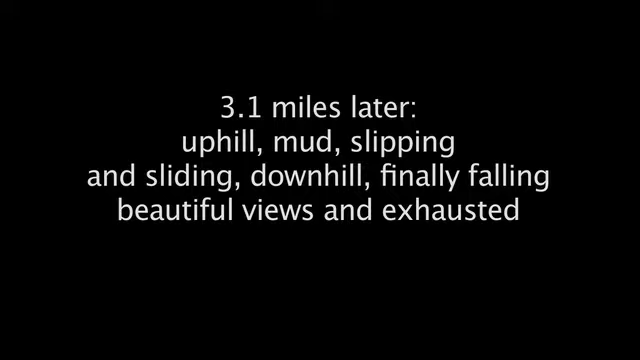 3.1 miles later:
uphill, mud, slipping
and sliding, downhill, finally falling
beautiful views and exhausted